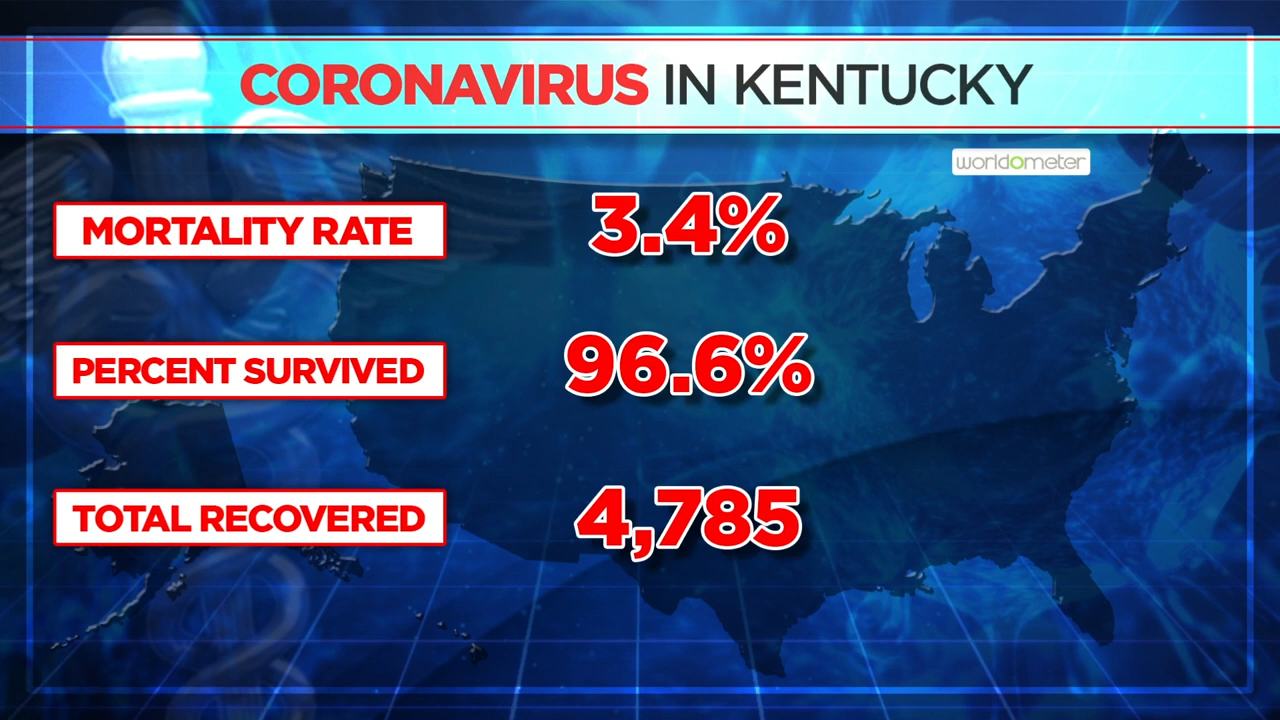 CORONAVIRUS IN KENTUCKY
worldometer
MORTALITY RATE 3.4%
PERCENT SURVIVED 96.6%
TOTAL RECOVERED 4,785